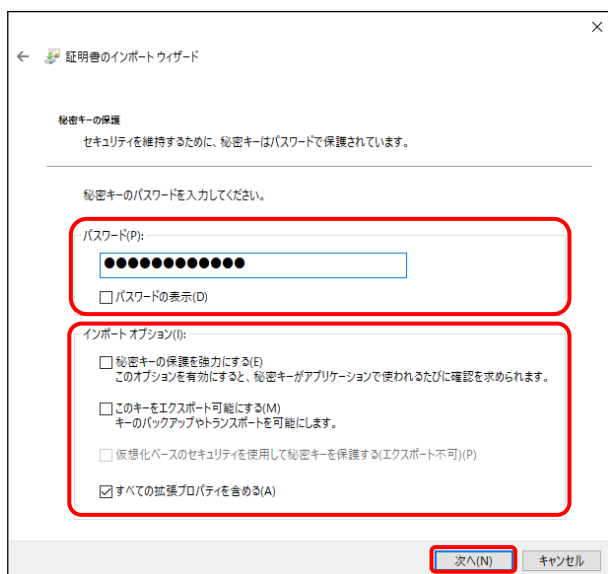 証明書のインポート ウィザード
秘密キーの保護
セキュリティを維持するために、秘密キーはパスワードで保護されています。
秘密キーのパスワードを入力してください。
パスワード(P):
●●●●●●●●●●●●
パスワードの表示(D)
インポート オプション(I):
秘密キーの保護を強力にする(E)
このオプションを有効にすると、秘密キーがアプリケーションで使われるたびに確認を求められます。
このキーをエクスポート可能にする(M)
キーのバックアップやトランスポートを可能にします。
仮想化ベースのセキュリティを使用して秘密キーを保護する(エクスポート不可)(P)
すべての拡張プロパティを含める(A)
次へ(N) キャンセル